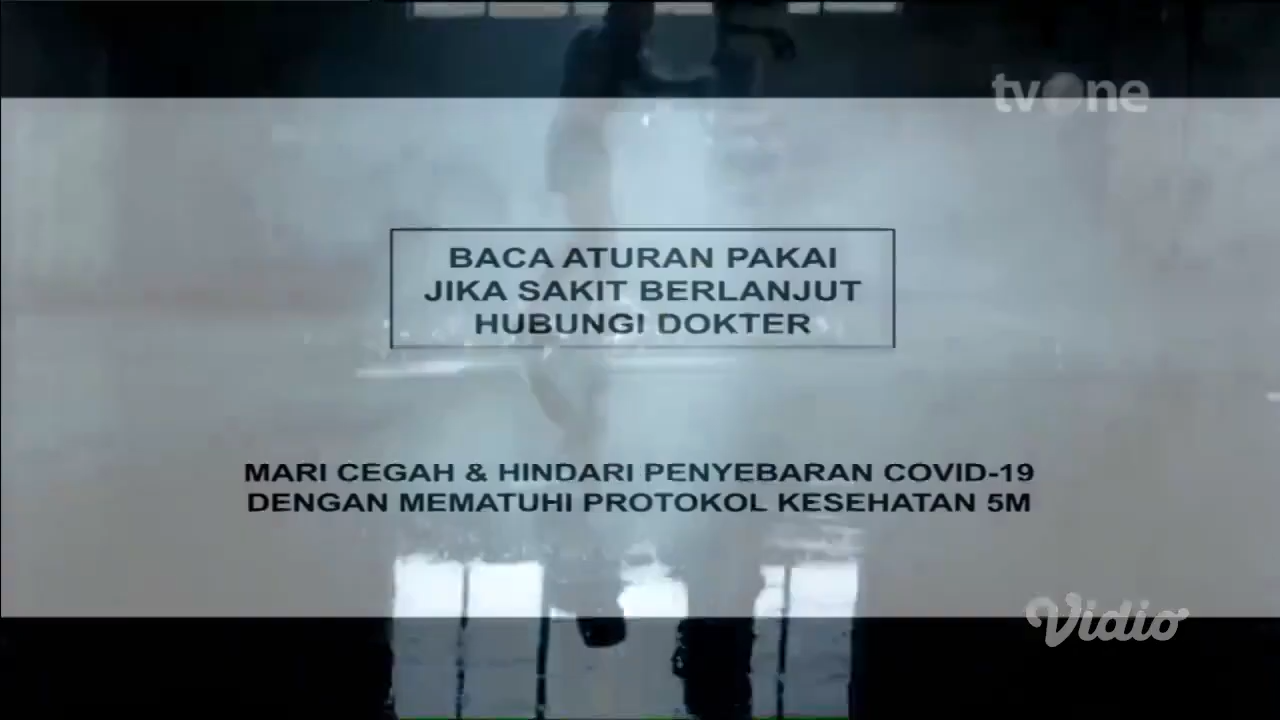 tvOne
BACA ATURAN PAKAI
JIKA SAKIT BERLANJUT
HUBUNGI DOKTER
MARI CEGAH & HINDARI PENYEBARAN COVID-19
DENGAN MEMATUHI PROTOKOL KESEHATAN 5M
Vidio